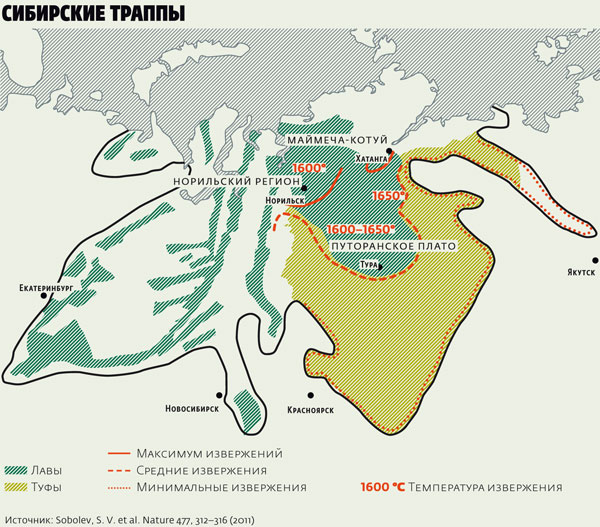 СИБИРСКИЕ ТРАППЫ
МАЙМЕЧА-КОТУЙ
ХАТАНГА
1600°
НОРИЛЬСКИЙ РЕГИОН
НОРИЛЬСК
1650°
1600–1650°
ПУТОРАНСКОЕ ПЛАТО
ТУРА
ЯКУТСК
ЕКАТЕРИНБУРГ
НОВОСИБИРСК
КРАСНОЯРСК
МАКСИМУМ ИЗВЕРЖЕНИЙ
ЛАВЫ
СРЕДНИЕ ИЗВЕРЖЕНИЯ
ТУФЫ
МИНИМАЛЬНЫЕ ИЗВЕРЖЕНИЯ
1600 °C ТЕМПЕРАТУРА ИЗВЕРЖЕНИЯ
Источник: Sobolev, S. V. et al. Nature 477, 312–316 (2011)